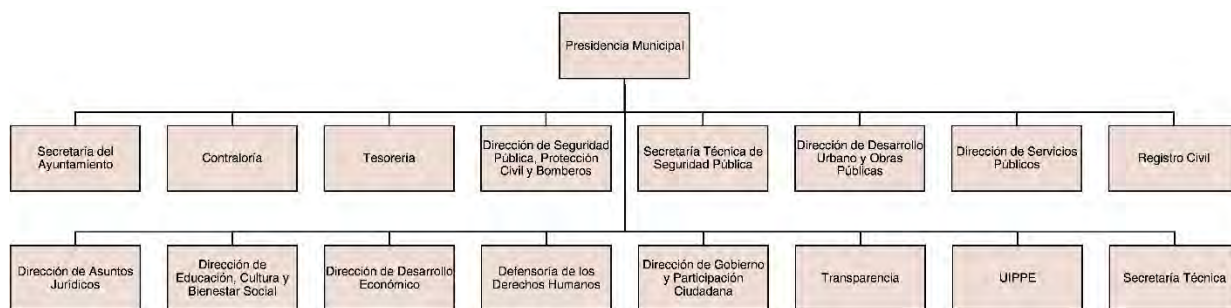 Presidencia Municipal
Secretaría del
Ayuntamiento
Contraloría
Tesorería
Dirección de Seguridad
Pública, Protección
Civil y Bomberos
Secretaría Técnica de
Seguridad Pública
Dirección de Desarrollo
Urbano y Obras
Públicas
Dirección de Servicios
Públicos
Registro Civil
Dirección de Asuntos
Jurídicos
Dirección de
Educación, Cultura y
Bienestar Social
Dirección de Desarrollo
Económico
Defensoría de los
Derechos Humanos
Dirección de Gobierno
y Participación
Ciudadana
Transparencia
UIPPE
Secretaría Técnica